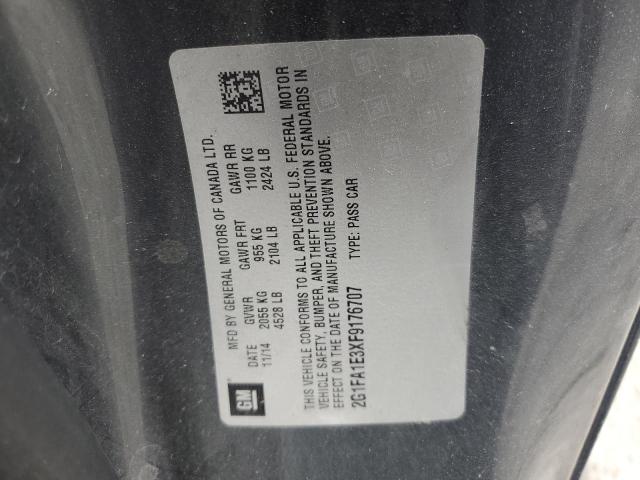 GM ®
MFD BY GENERAL MOTORS OF CANADA LTD.
DATE GVWR GAWR FRT GAWR RR
11/14 2055 KG 955 KG 1100 KG
4528 LB 2104 LB 2424 LB
THIS VEHICLE CONFORMS TO ALL APPLICABLE U.S. FEDERAL MOTOR
VEHICLE SAFETY, BUMPER, AND THEFT PREVENTION STANDARDS IN
EFFECT ON THE DATE OF MANUFACTURE SHOWN ABOVE.
2G1FA1E3XF9176707 TYPE: PASS CAR